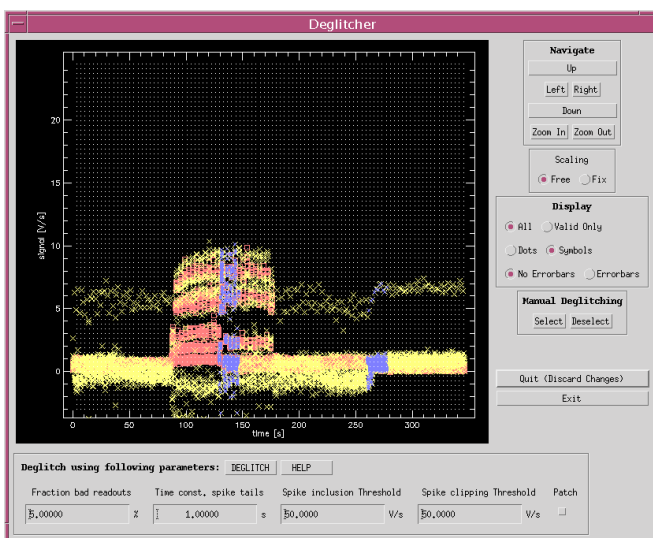 Deglitcher
Navigate
Up
Left Right
Down
Zoom In Zoom Out
Scaling
Free Fix
Display
All Valid Only
Dots Symbols
No Errorbars Errorbars
Manual Deglitching
Select Deselect
Quit (Discard Changes)
Exit
signal [V/s]
20
15
10
5
0
0 50 100 150 200 250 300
time [s]
Deglitch using following parameters: DEGLITCH HELP
Fraction bad readouts Time const. spike tails Spike inclusion Threshold Spike clipping Threshold Patch
5.00000 % 1.00000 s 50.0000 V/s 50.0000 V/s